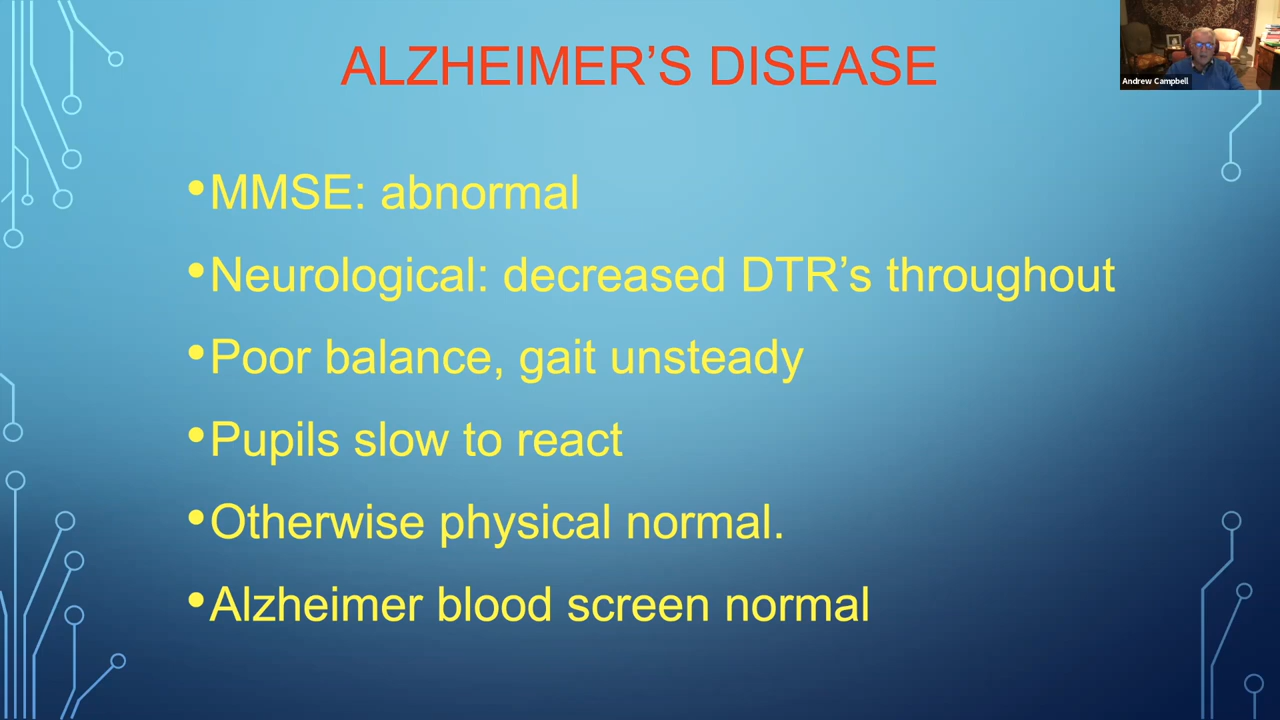 ALZHEIMER’S DISEASE
Andrew Campbell
•MMSE: abnormal
•Neurological: decreased DTR’s throughout
•Poor balance, gait unsteady
•Pupils slow to react
•Otherwise physical normal.
•Alzheimer blood screen normal